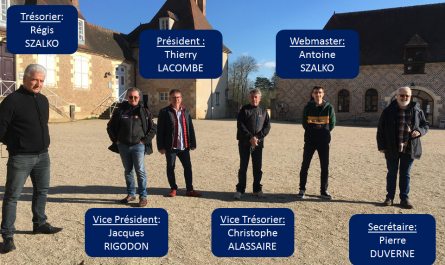 Trésorier:
Régis
SZALKO
Président :
Thierry
LACOMBE
Webmaster:
Antoine
SZALKO
Vice Président:
Jacques
RIGODON
Vice Trésorier:
Christophe
ALASSAIRE
Secrétaire:
Pierre
DUVERNE